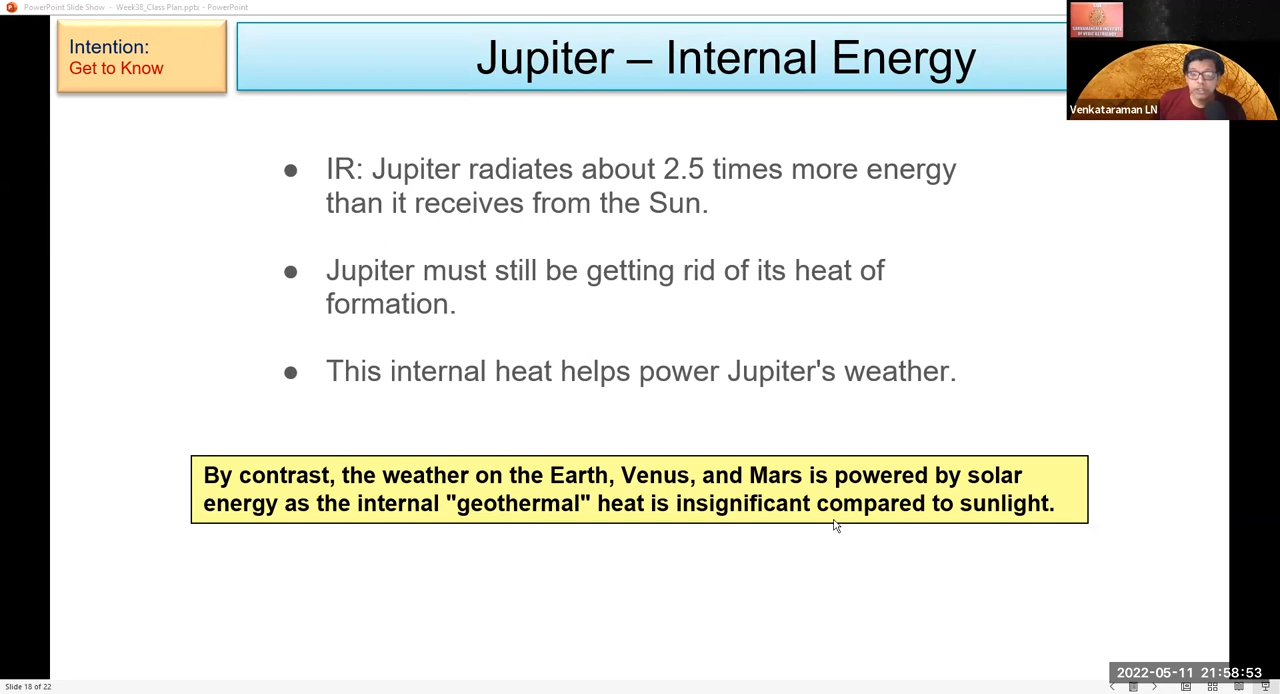 PowerPoint Slide Show - Week38_Class Plan.pptx - PowerPoint
Intention:
Get to Know
Jupiter – Internal Energy
Venkataraman LN
● IR: Jupiter radiates about 2.5 times more energy
than it receives from the Sun.
● Jupiter must still be getting rid of its heat of
formation.
● This internal heat helps power Jupiter's weather.
By contrast, the weather on the Earth, Venus, and Mars is powered by solar
energy as the internal "geothermal" heat is insignificant compared to sunlight.
2022-05-11 21:58:53
Slide 18 of 22